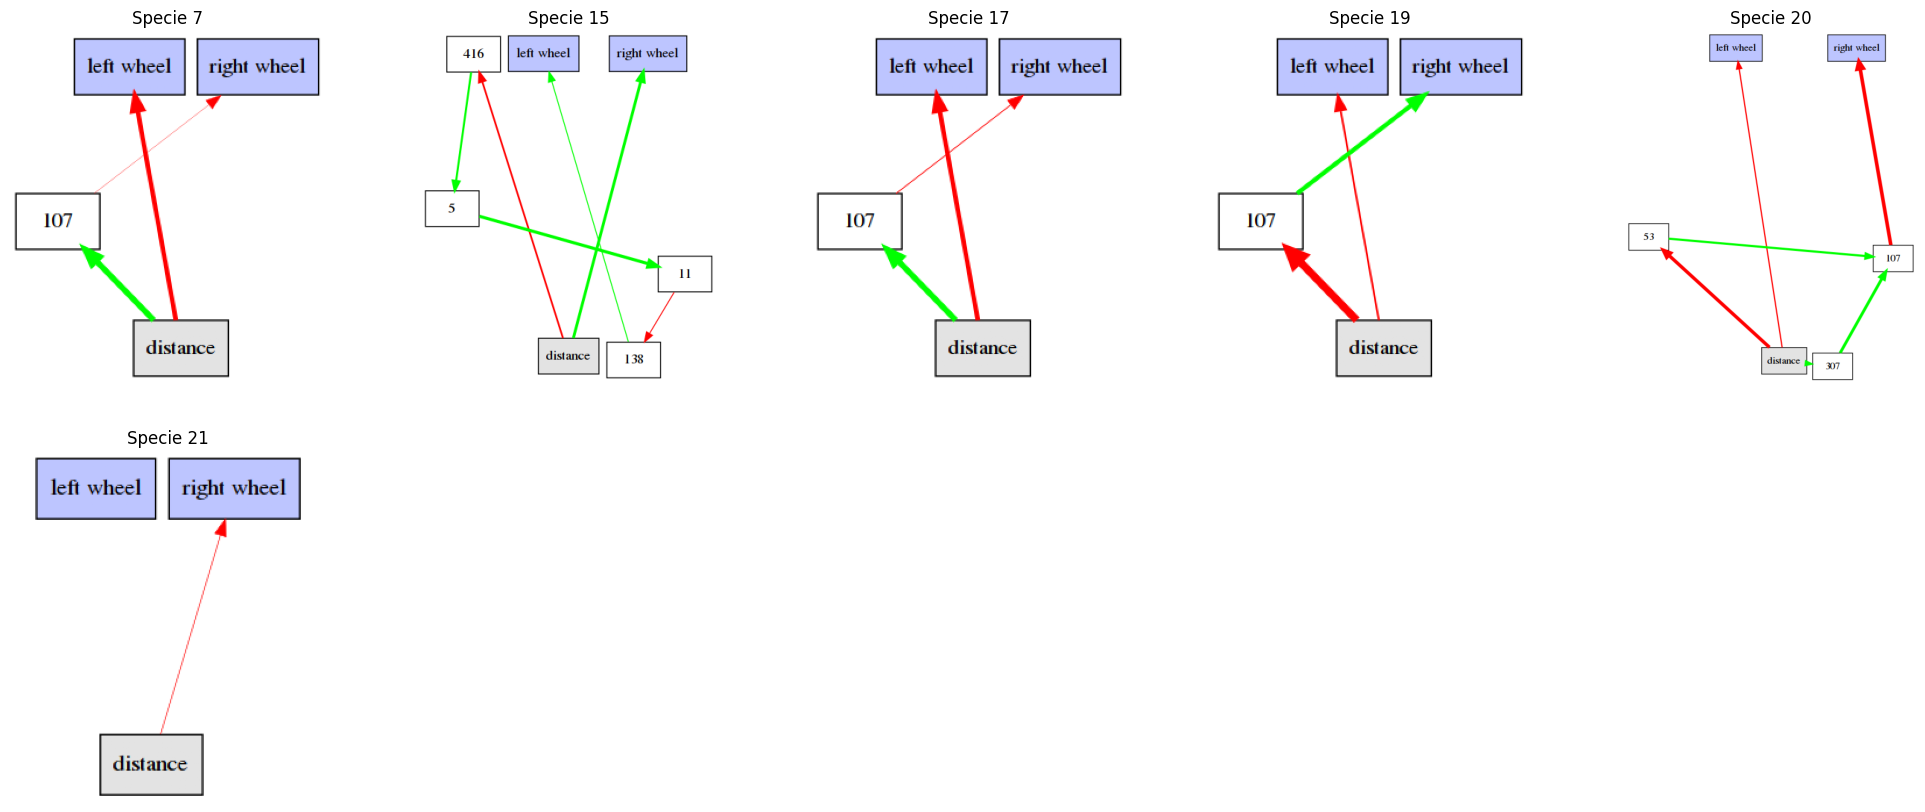 Specie 7
left wheel
right wheel
107
distance
Specie 15
416
left wheel
right wheel
5
11
distance
138
Specie 17
left wheel
right wheel
107
distance
Specie 19
left wheel
right wheel
107
distance
Specie 20
left wheel
right wheel
53
107
distance
307
Specie 21
left wheel
right wheel
distance